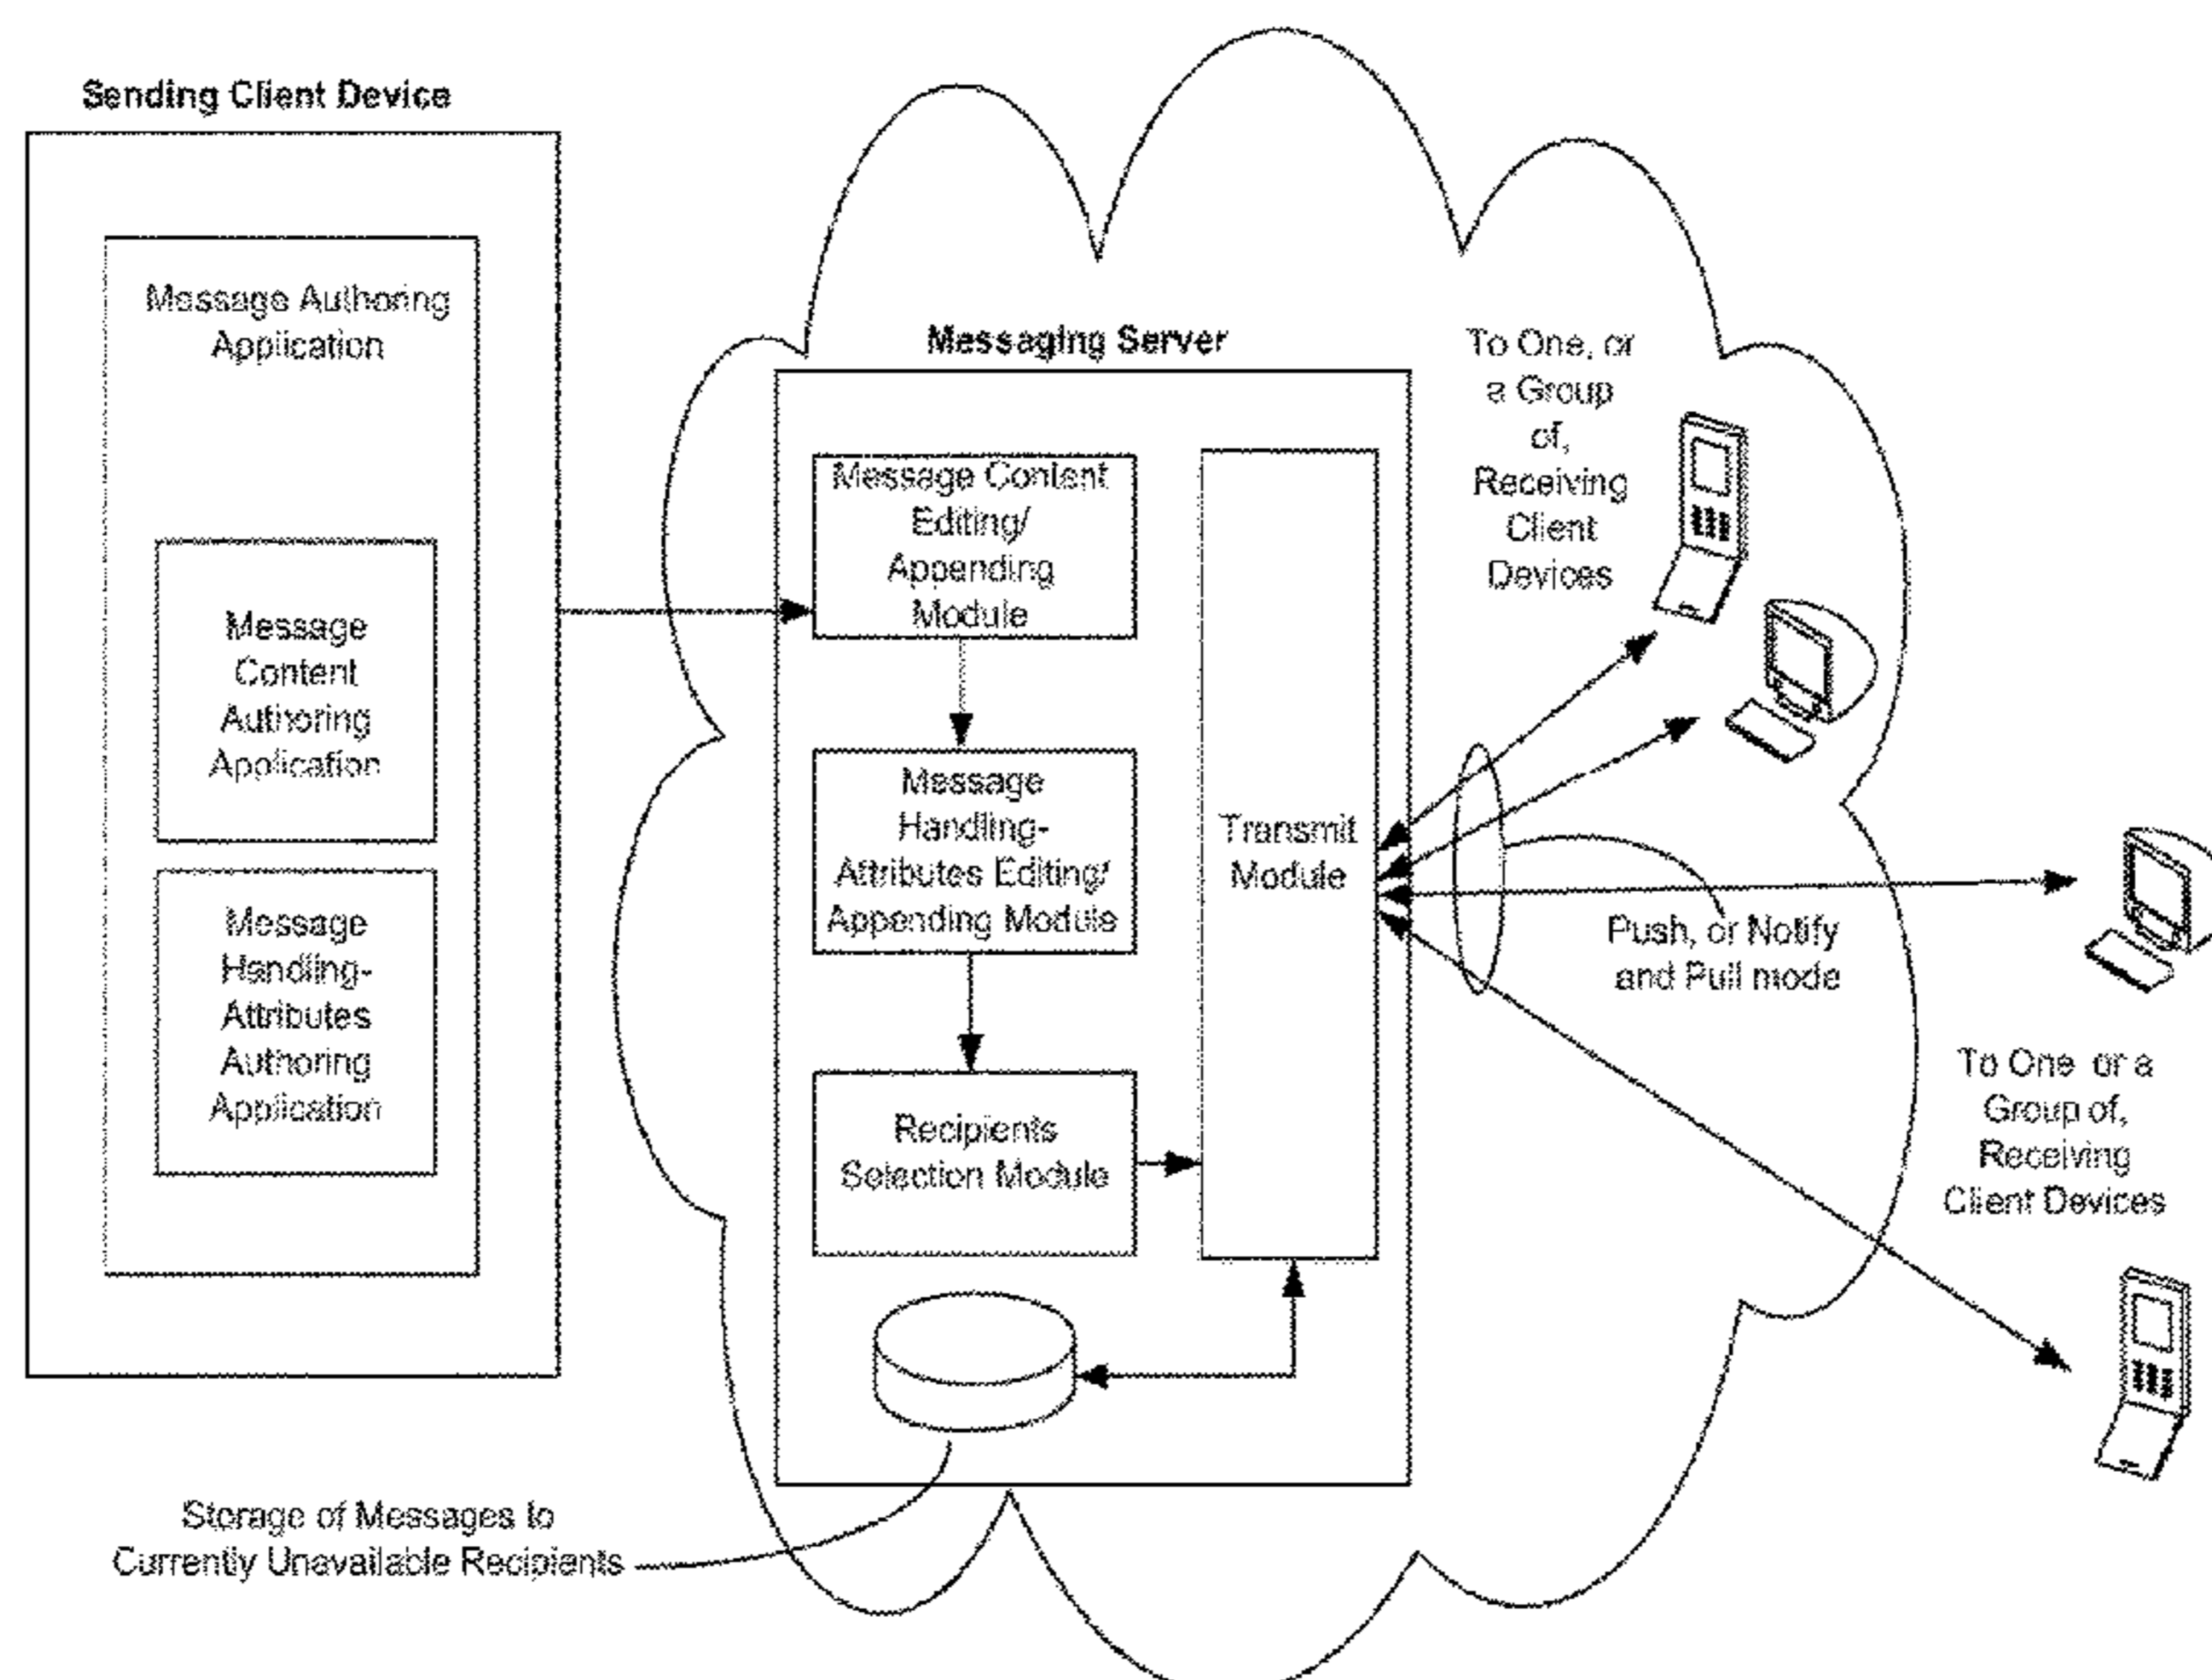 Sending Client Device
Message Authoring
Application
Message
Content
Authoring
Application
Message
Handling-
Attributes
Authoring
Application
Messaging Server
Message Content
Editing/
Appending
Module
Message
Handling-
Attributes Editing/
Appending Module
Recipients
Selection Module
Transmit
Module
To One, or
a Group
of,
Receiving
Client
Devices
Push, or Notify
and Pull mode
To One or a
Group of,
Receiving
Client Devices
Storage of Messages to
Currently Unavailable Recipients